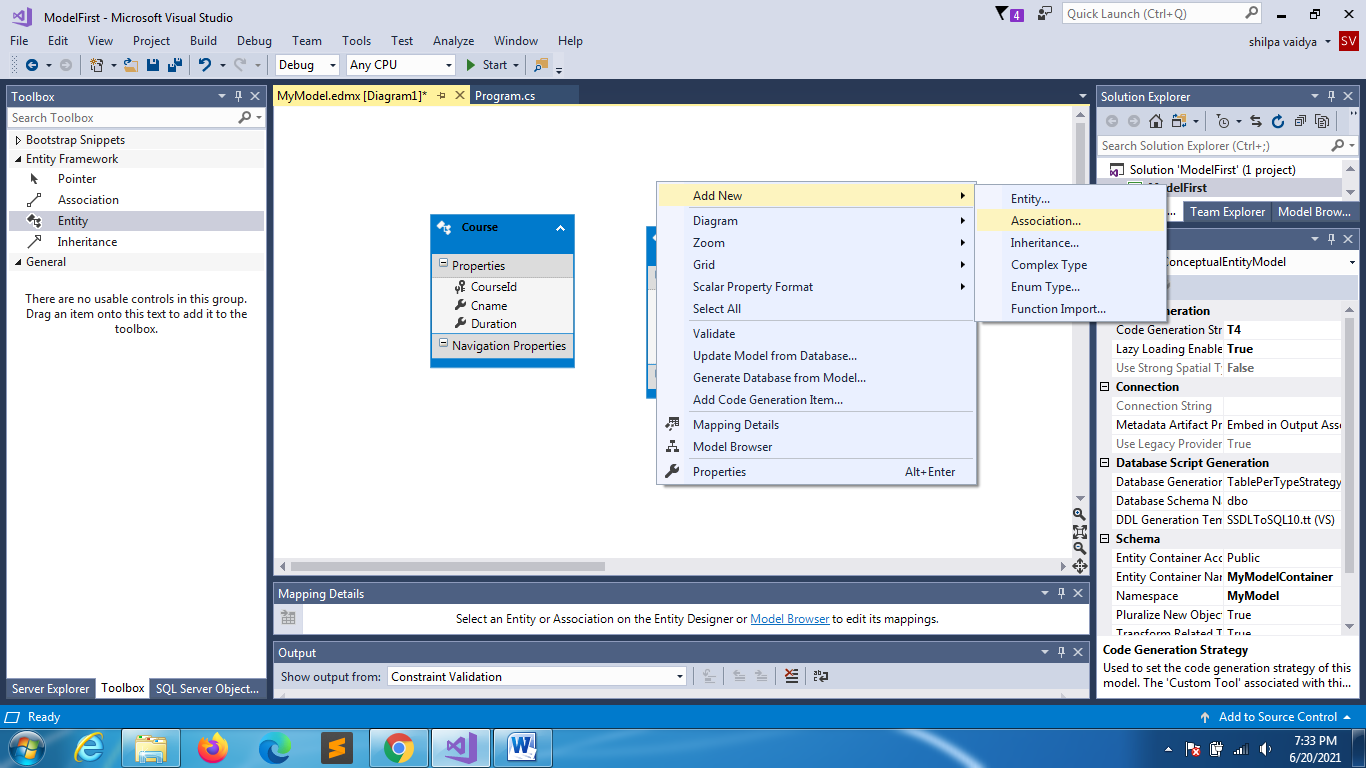 ModelFirst - Microsoft Visual Studio
4
Quick Launch (Ctrl+Q)
File Edit View Project Build Debug Team Tools Test Analyze Window Help
shilpa vaidya
SV
Debug
Any CPU
Start
Toolbox
Search Toolbox
Bootstrap Snippets
Entity Framework
Pointer
Association
Entity
Inheritance
General
There are no usable controls in this group.
Drag an item onto this text to add it to the
toolbox.
Server Explorer
Toolbox
SQL Server Object...
MyModel.edmx [Diagram1]*
Program.cs
Course
Properties
CourseId
Cname
Duration
Navigation Properties
Add New
Diagram
Zoom
Grid
Scalar Property Format
Select All
Validate
Update Model from Database...
Generate Database from Model...
Add Code Generation Item...
Mapping Details
Model Browser
Properties Alt+Enter
Entity...
Association...
Inheritance...
Complex Type
Enum Type...
Function Import...
Mapping Details
Select an Entity or Association on the Entity Designer or Model Browser to edit its mappings.
Output
Show output from: Constraint Validation
Solution Explorer
Search Solution Explorer (Ctrl+;)
Solution 'ModelFirst' (1 project)
Team Explorer
Model Brow...
ConceptualEntityModel
Code Generation Str T4
Lazy Loading Enable True
Use Strong Spatial Ty False
Connection
Connection String
Metadata Artifact Pr Embed in Output Asse
Use Legacy Provider True
Database Script Generation
Database Generation TablePerTypeStrategy
Database Schema N dbo
DDL Generation Tem SSDLToSQL10.tt (VS)
Schema
Entity Container Acc Public
Entity Container Nar MyModelContainer
Namespace MyModel
Pluralize New Object True
Transform Related T True
Code Generation Strategy
Used to set the code generation strategy of this
model. The 'Custom Tool' associated with thi...
Ready
Add to Source Control
7:33 PM
6/20/2021